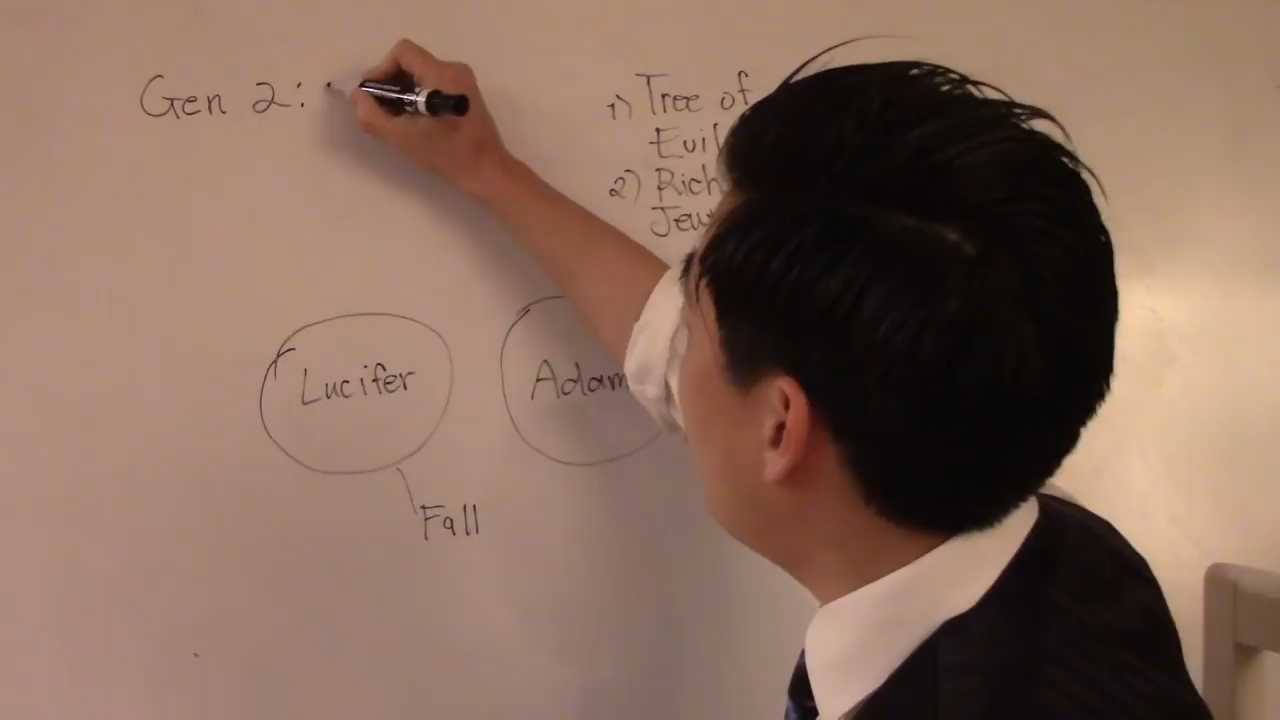 Gen 2:
1) Tree of
Evil
2) Rich
Lucifer
Adam
Fall